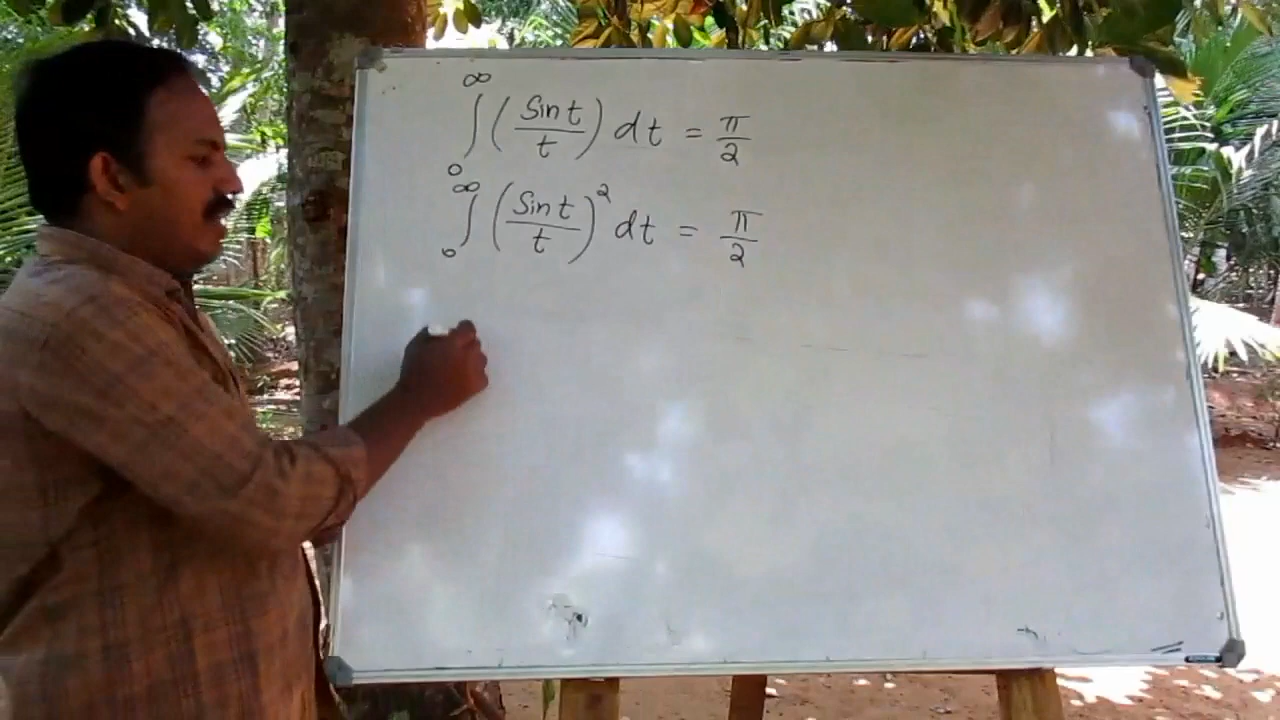 ∫₀^∞ (Sin t / t) dt = π/2
∫₀^∞ (Sin t / t)² dt = π/2